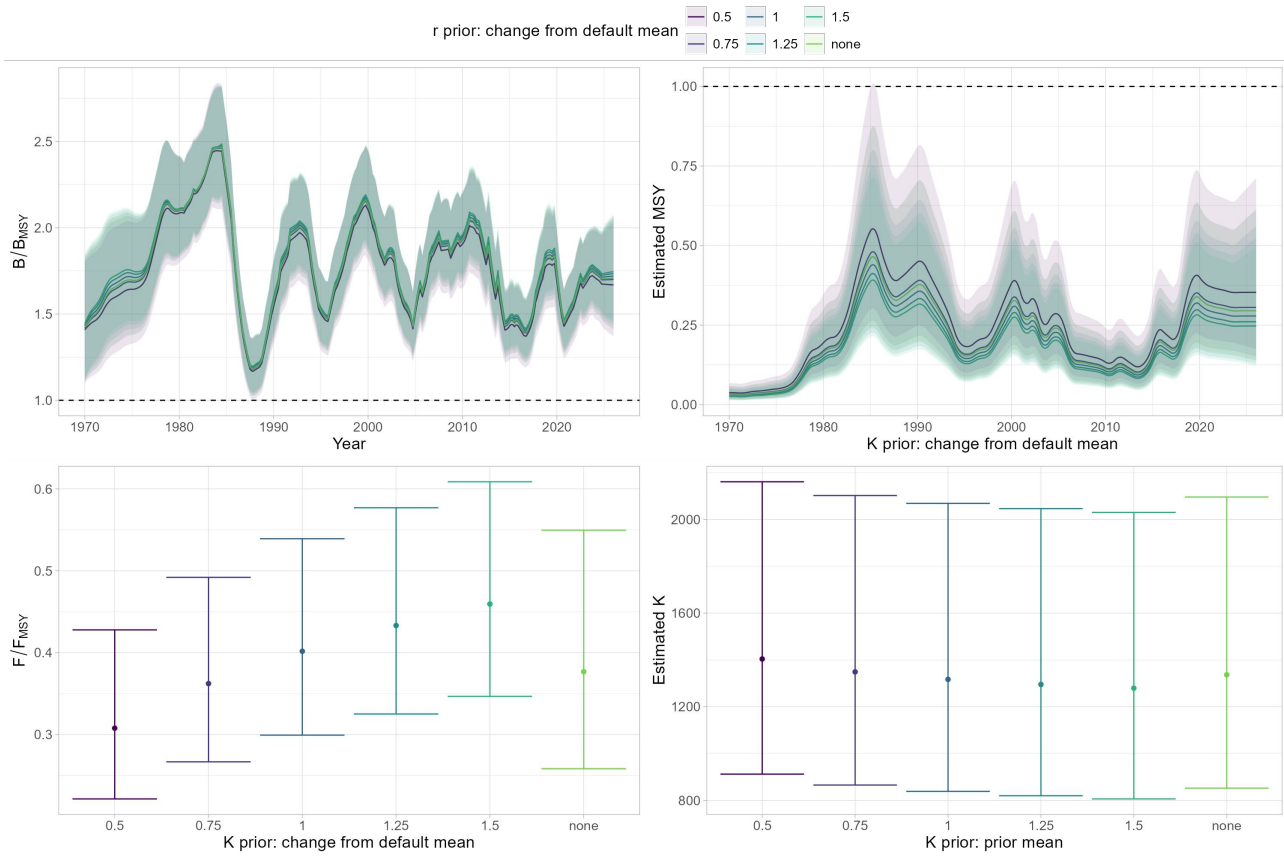 r prior: change from default mean
0.5 1 1.5
0.75 1.25 none
B/BMSY
2.5
2.0
1.5
1.0
1970 1980 1990 2000 2010 2020
Year
Estimated MSY
1.00
0.75
0.50
0.25
0.00
1970 1980 1990 2000 2010 2020
K prior: change from default mean
F/FMSY
0.6
0.5
0.4
0.3
0.5 0.75 1 1.25 1.5 none
K prior: change from default mean
Estimated K
2000
1600
1200
800
0.5 0.75 1 1.25 1.5 none
K prior: prior mean